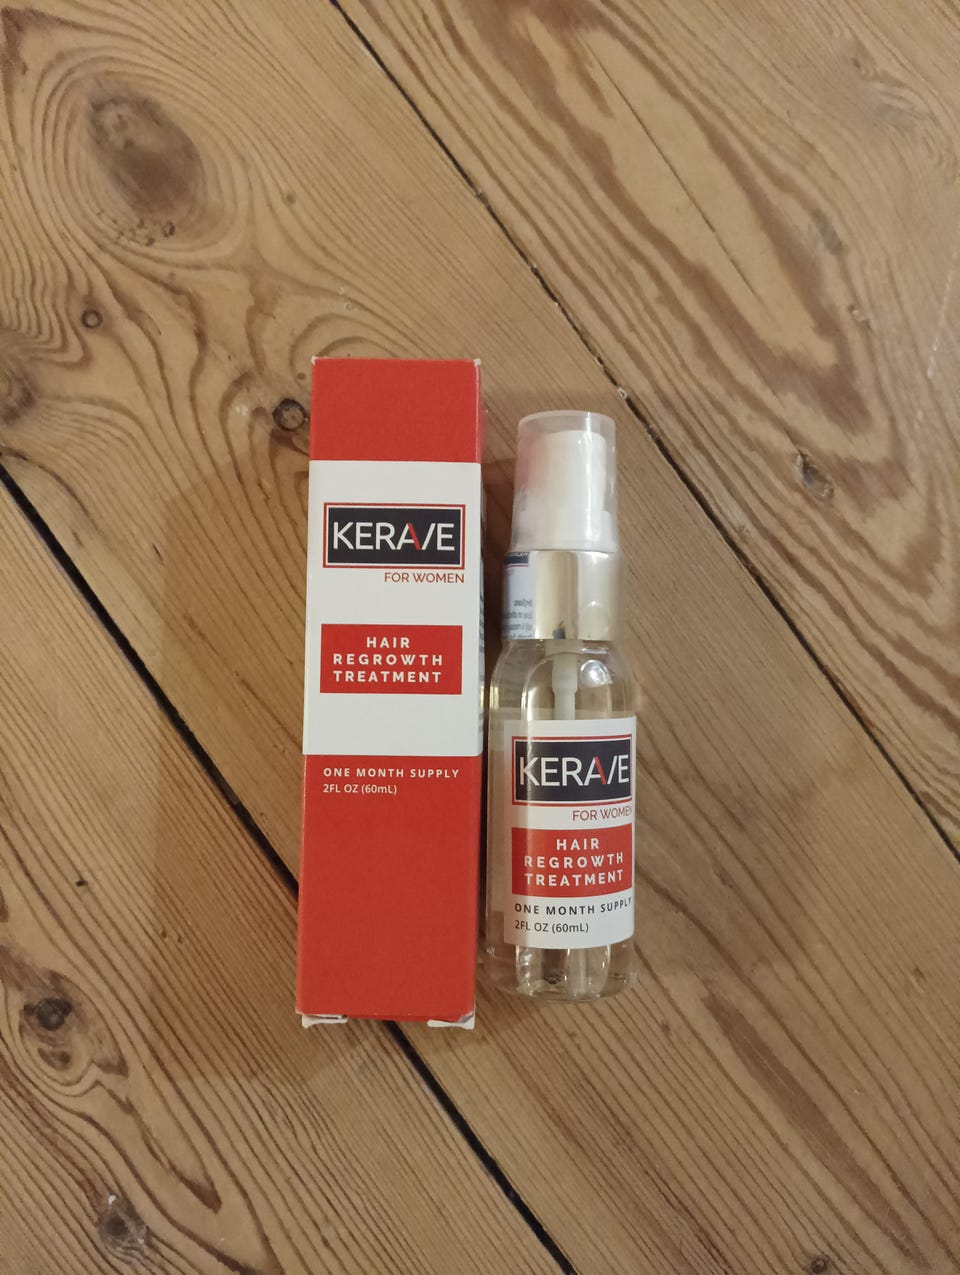 KERAVE
FOR WOMEN
HAIR
REGROWTH
TREATMENT
ONE MONTH SUPPLY
2FL OZ (60mL)
KERAVE
FOR WOMEN
HAIR
REGROWTH
TREATMENT
ONE MONTH SUPPLY
2FL OZ (60mL)